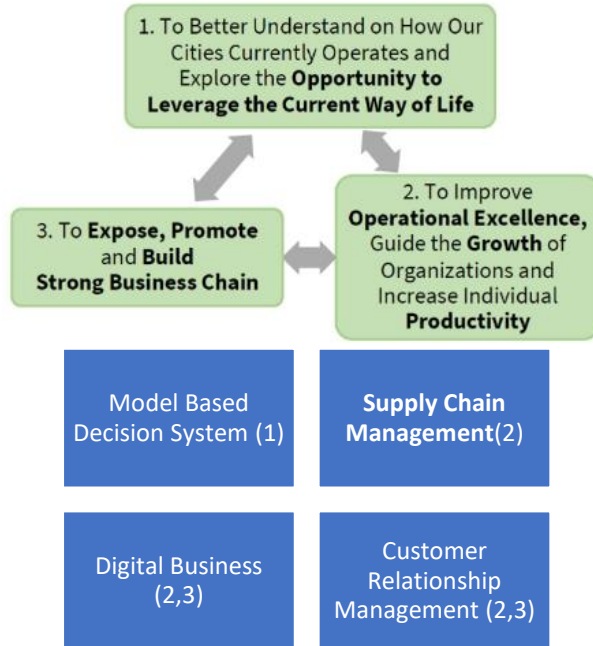 1. To Better Understand on How Our
Cities Currently Operates and
Explore the Opportunity to
Leverage the Current Way of Life
3. To Expose, Promote
and Build
Strong Business Chain
2. To Improve
Operational Excellence,
Guide the Growth of
Organizations and
Increase Individual
Productivity
Model Based
Decision System (1)
Supply Chain
Management(2)
Digital Business
(2,3)
Customer
Relationship
Management (2,3)